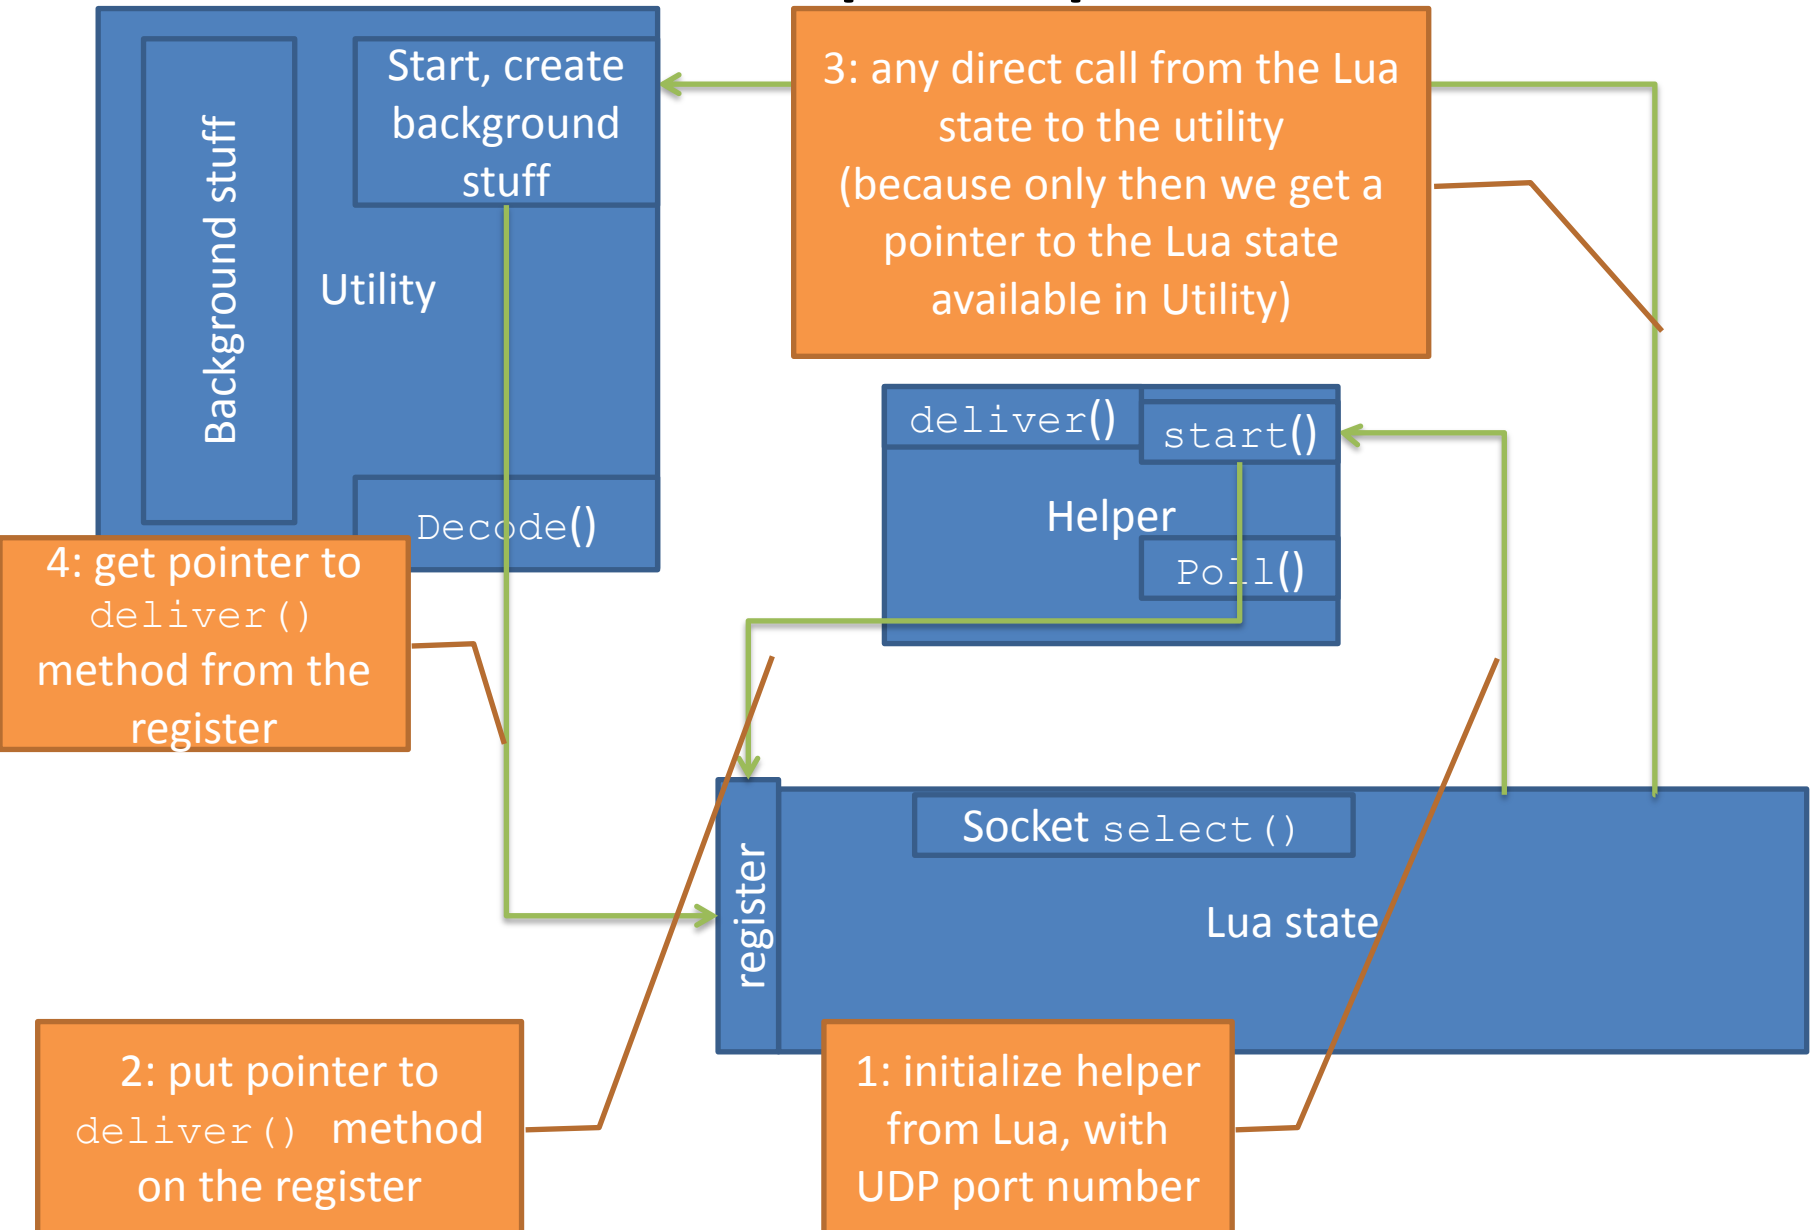 Start, create
background
stuff
Background stuff
Utility
Decode()
3: any direct call from the Lua
state to the utility
(because only then we get a
pointer to the Lua state
available in Utility)
deliver()
start()
Helper
Poll()
4: get pointer to
deliver()
method from the
register
Socket select()
register
Lua state
2: put pointer to
deliver() method
on the register
1: initialize helper
from Lua, with
UDP port number